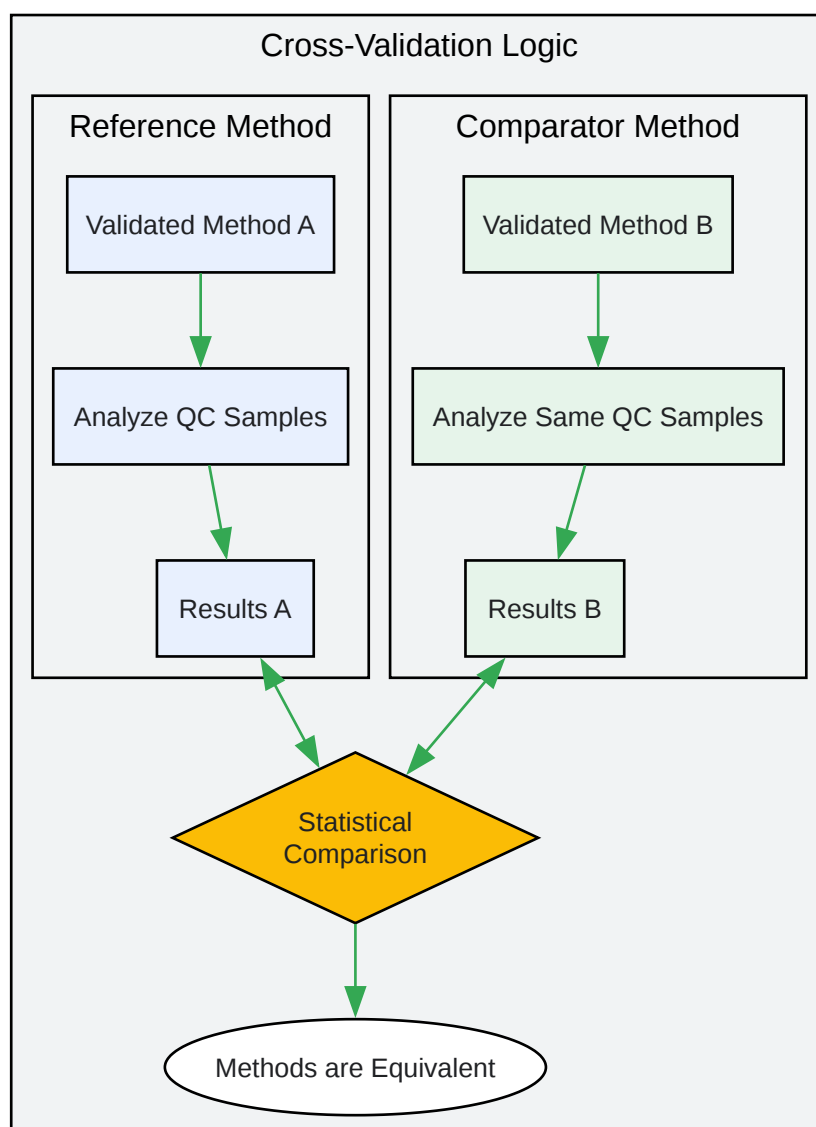 Cross-Validation Logic
Reference Method
Validated Method A
Analyze QC Samples
Results A
Comparator Method
Validated Method B
Analyze Same QC Samples
Results B
Statistical
Comparison
Methods are Equivalent